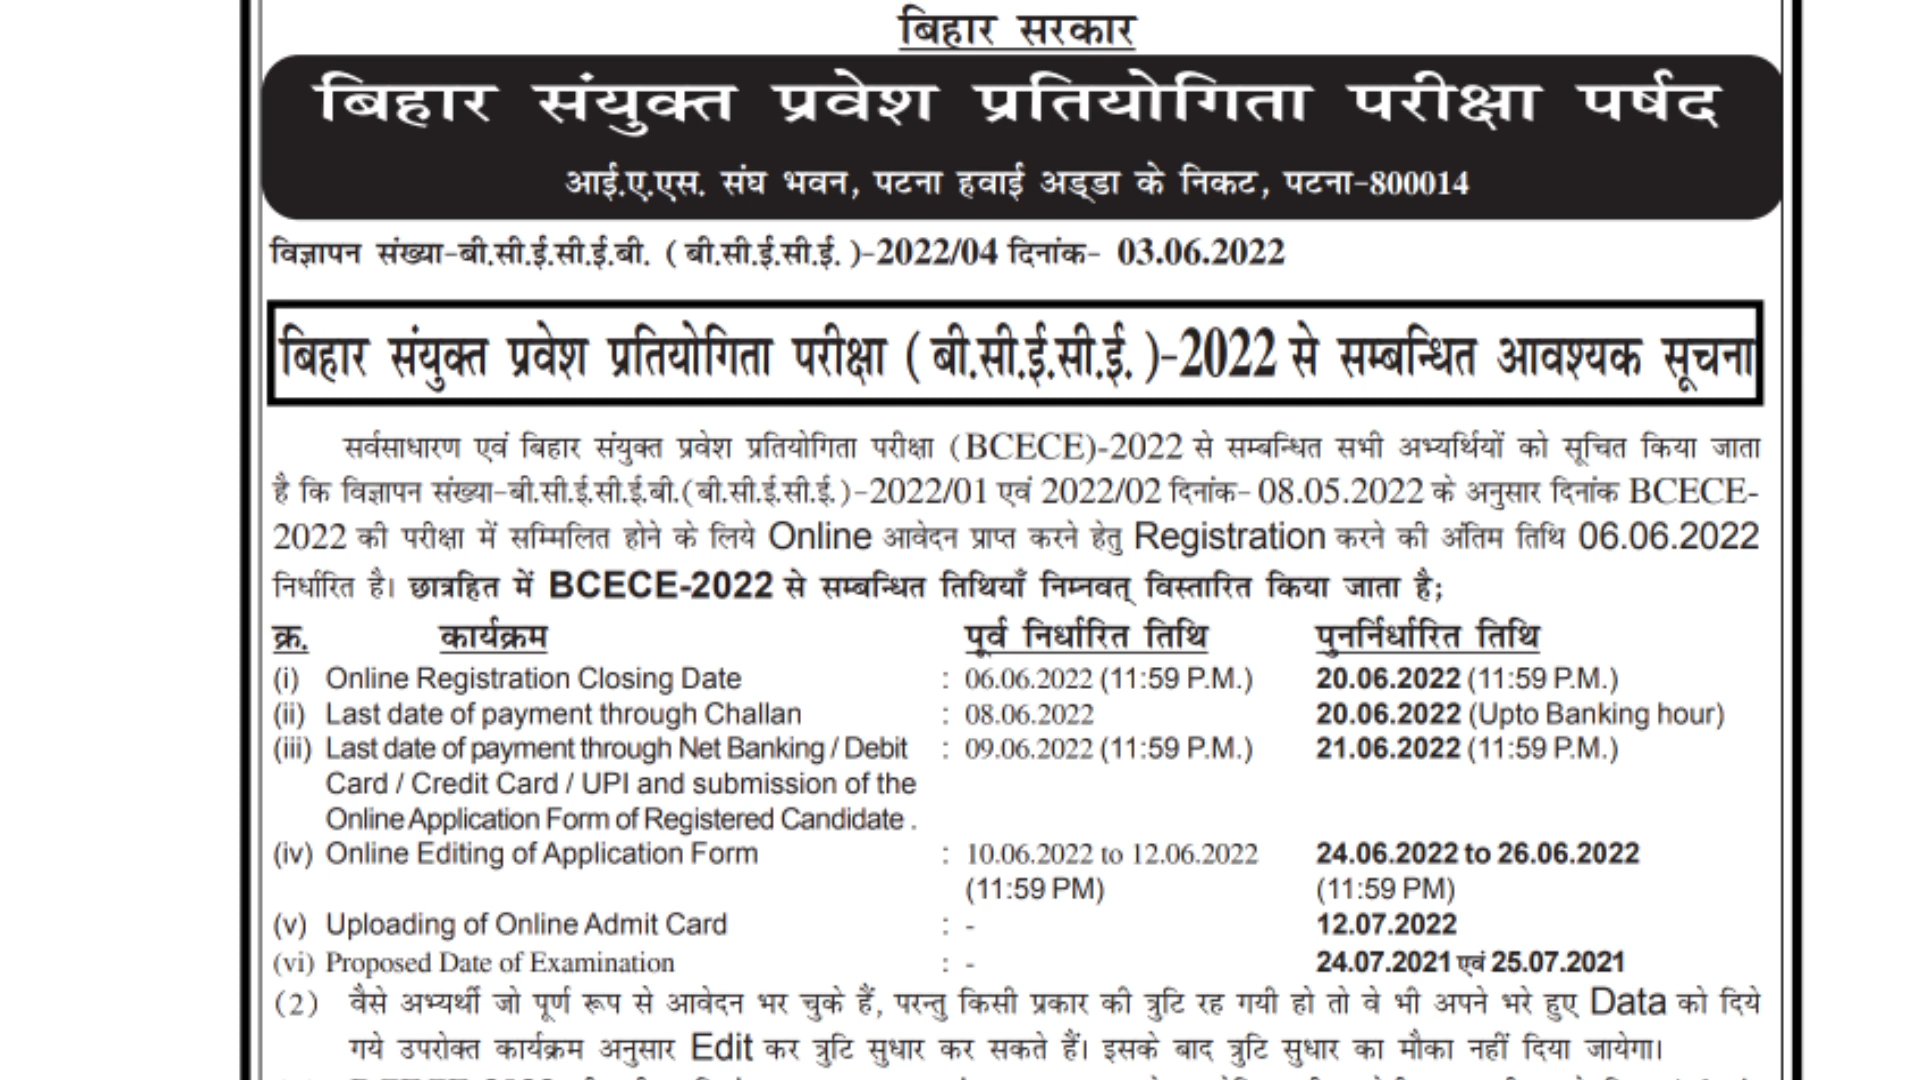 बिहार सरकार
बिहार संयुक्त प्रवेश प्रतियोगिता परीक्षा पर्षद
आई.ए.एस. संघ भवन, पटना हवाई अड्डा के निकट, पटना-800014
विज्ञापन संख्या-बी.सी.ई.सी.ई.बी. ( बी.सी.ई.सी.ई. )-2022/04 दिनांक- 03.06.2022
बिहार संयुक्त प्रवेश प्रतियोगिता परीक्षा ( बी.सी.ई.सी.ई. )-2022 से सम्बन्धित आवश्यक सूचना
सर्वसाधारण एवं बिहार संयुक्त प्रवेश प्रतियोगिता परीक्षा (BCECE)-2022 से सम्बन्धित सभी अभ्यर्थियों को सूचित किया जाता
है कि विज्ञापन संख्या-बी.सी.ई.सी.ई.बी.(बी.सी.ई.सी.ई.)-2022/01 एवं 2022/02 दिनांक- 08.05.2022 के अनुसार दिनांक BCECE-
2022 की परीक्षा में सम्मिलित होने के लिये Online आवेदन प्राप्त करने हेतु Registration करने की अंतिम तिथि 06.06.2022
निर्धारित है। छात्रहित में BCECE-2022 से सम्बन्धित तिथियाँ निम्नवत् विस्तारित किया जाता है;
क्र. कार्यक्रम पूर्व निर्धारित तिथि पुनर्निर्धारित तिथि
(i) Online Registration Closing Date : 06.06.2022 (11:59 P.M.) 20.06.2022 (11:59 P.M.)
(ii) Last date of payment through Challan : 08.06.2022 20.06.2022 (Upto Banking hour)
(iii) Last date of payment through Net Banking / Debit : 09.06.2022 (11:59 P.M.) 21.06.2022 (11:59 P.M.)
Card / Credit Card / UPI and submission of the
Online Application Form of Registered Candidate .
(iv) Online Editing of Application Form : 10.06.2022 to 12.06.2022 24.06.2022 to 26.06.2022
(11:59 PM) (11:59 PM)
(v) Uploading of Online Admit Card : - 12.07.2022
(vi) Proposed Date of Examination : - 24.07.2021 एवं 25.07.2021
(2) वैसे अभ्यर्थी जो पूर्ण रूप से आवेदन भर चुके हैं, परन्तु किसी प्रकार की त्रुटि रह गयी हो तो वे भी अपने भरे हुए Data को दिये
गये उपरोक्त कार्यक्रम अनुसार Edit कर त्रुटि सुधार कर सकते हैं। इसके बाद त्रुटि सुधार का मौका नहीं दिया जायेगा।